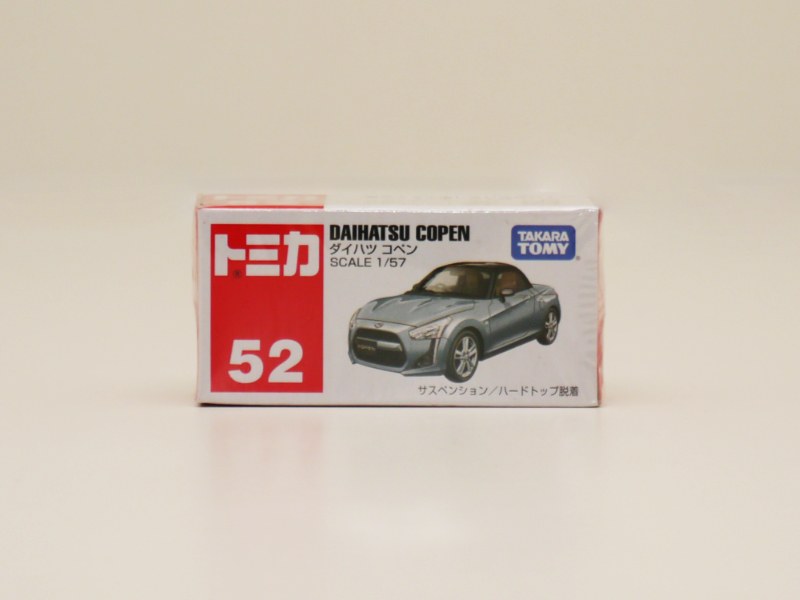 トミカ
52
DAIHATSU COPEN
ダイハツ コペン
SCALE 1/57
TAKARA
TOMY
COPEN
サスペンション/ハードトップ脱着